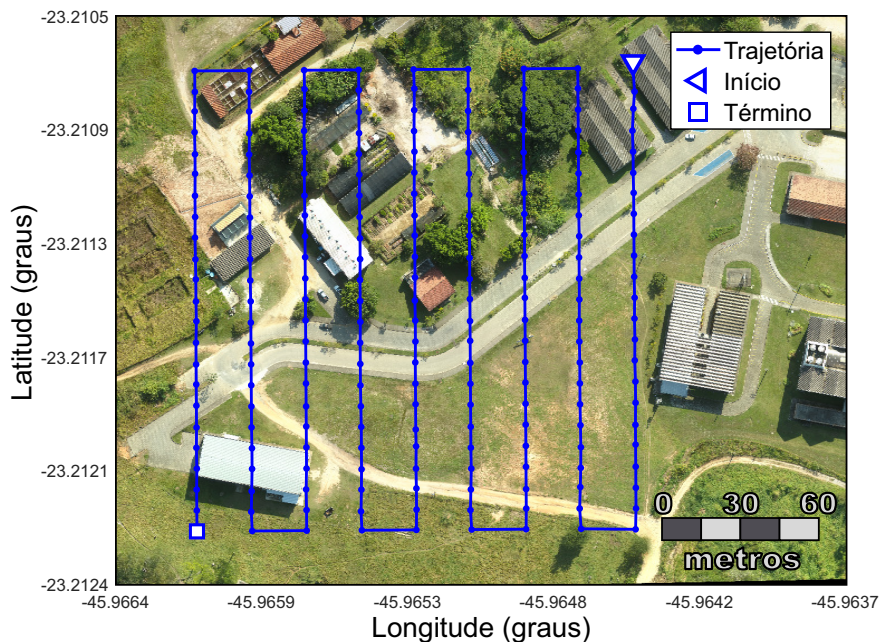 -23.2105
-23.2109
-23.2113
-23.2117
-23.2121
-23.2124
Latitude (graus)
Trajetória
Início
Término
0 30 60
metros
-45.9664 -45.9659 -45.9653 -45.9648 -45.9642 -45.9637
Longitude (graus)